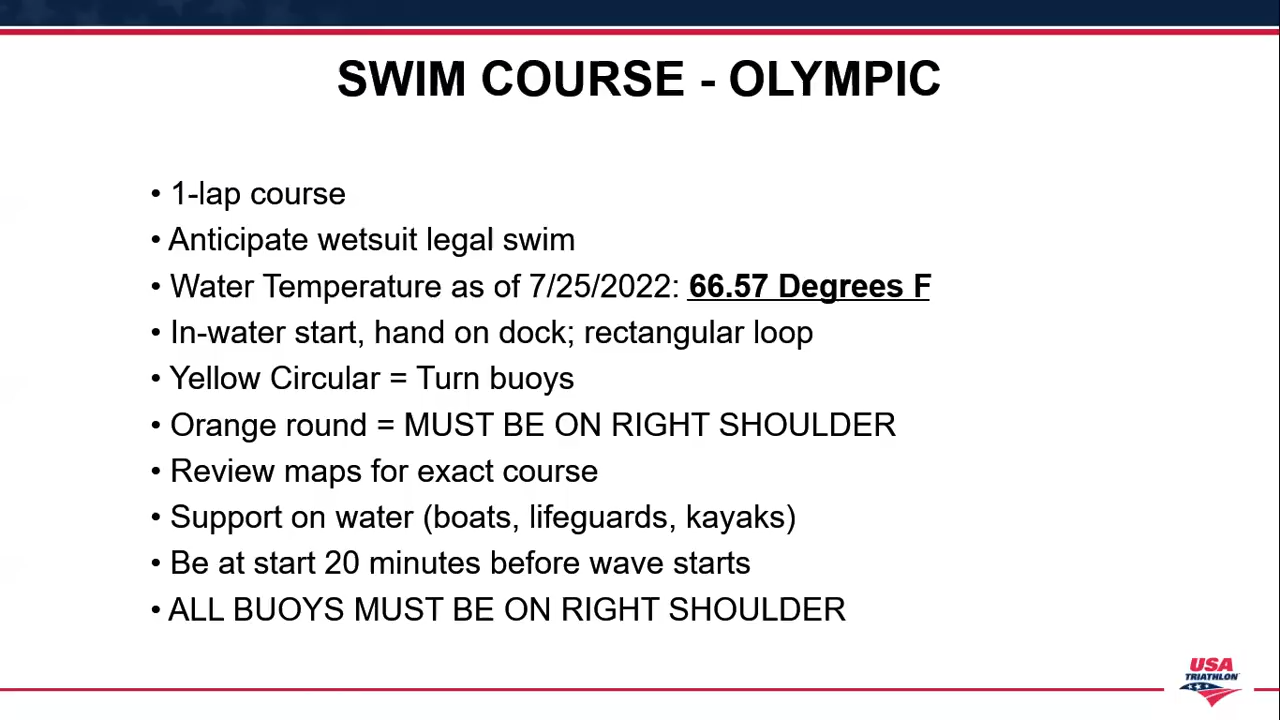 SWIM COURSE - OLYMPIC
• 1-lap course
• Anticipate wetsuit legal swim
• Water Temperature as of 7/25/2022: 66.57 Degrees F
• In-water start, hand on dock; rectangular loop
• Yellow Circular = Turn buoys
• Orange round = MUST BE ON RIGHT SHOULDER
• Review maps for exact course
• Support on water (boats, lifeguards, kayaks)
• Be at start 20 minutes before wave starts
• ALL BUOYS MUST BE ON RIGHT SHOULDER
USA
TRIATHLON